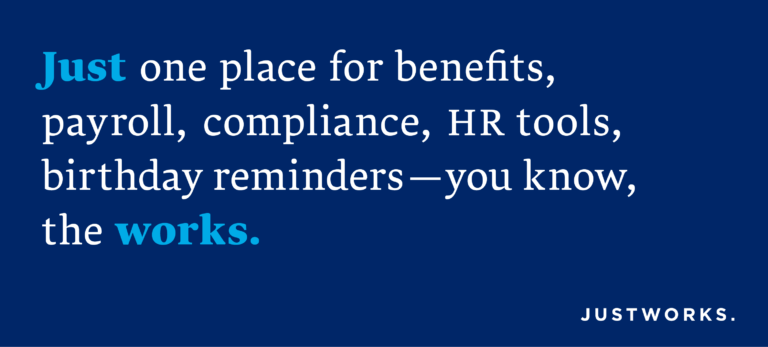 Just one place for benefits,
payroll, compliance, HR tools,
birthday reminders—you know,
the works.
JUSTWORKS.